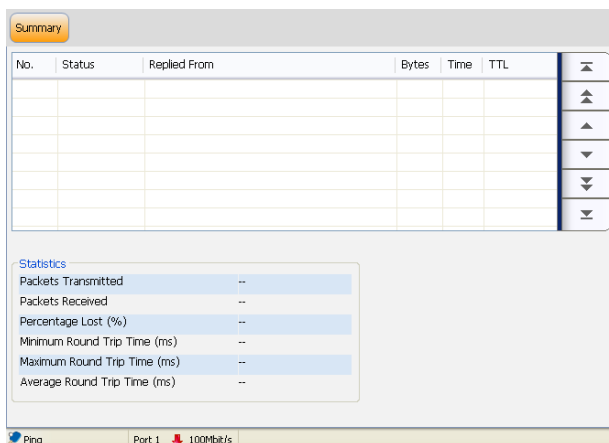 Summary
No. Status Replied From Bytes Time TTL
Statistics
Packets Transmitted --
Packets Received --
Percentage Lost (%) --
Minimum Round Trip Time (ms) --
Maximum Round Trip Time (ms) --
Average Round Trip Time (ms) --
Ping Port 1 100Mbit/s